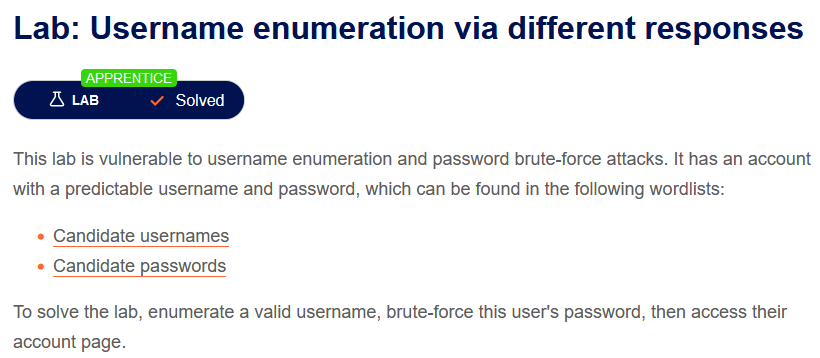 Lab: Username enumeration via different responses
APPRENTICE
LAB Solved
This lab is vulnerable to username enumeration and password brute-force attacks. It has an account
with a predictable username and password, which can be found in the following wordlists:
Candidate usernames
Candidate passwords
To solve the lab, enumerate a valid username, brute-force this user's password, then access their
account page.